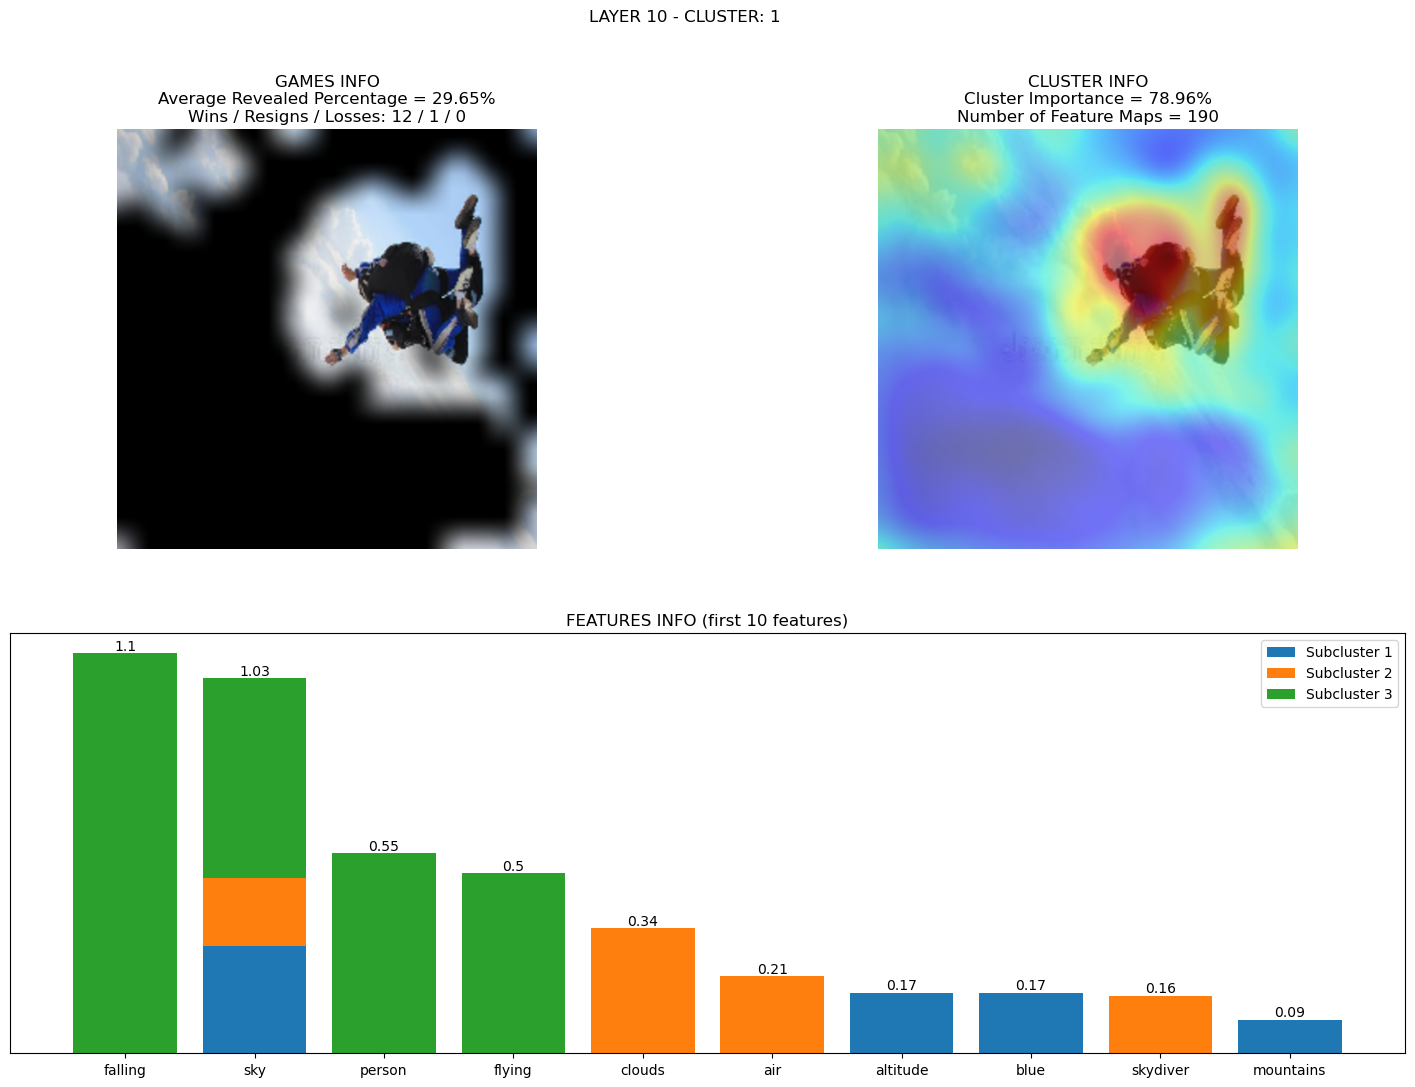 LAYER 10 - CLUSTER: 1
GAMES INFO
Average Revealed Percentage = 29.65%
Wins / Resigns / Losses: 12 / 1 / 0
CLUSTER INFO
Cluster Importance = 78.96%
Number of Feature Maps = 190
FEATURES INFO (first 10 features)
Subcluster 1
Subcluster 2
Subcluster 3
1.1
1.03
0.55
0.5
0.34
0.21
0.17
0.17
0.16
0.09
falling
sky
person
flying
clouds
air
altitude
blue
skydiver
mountains